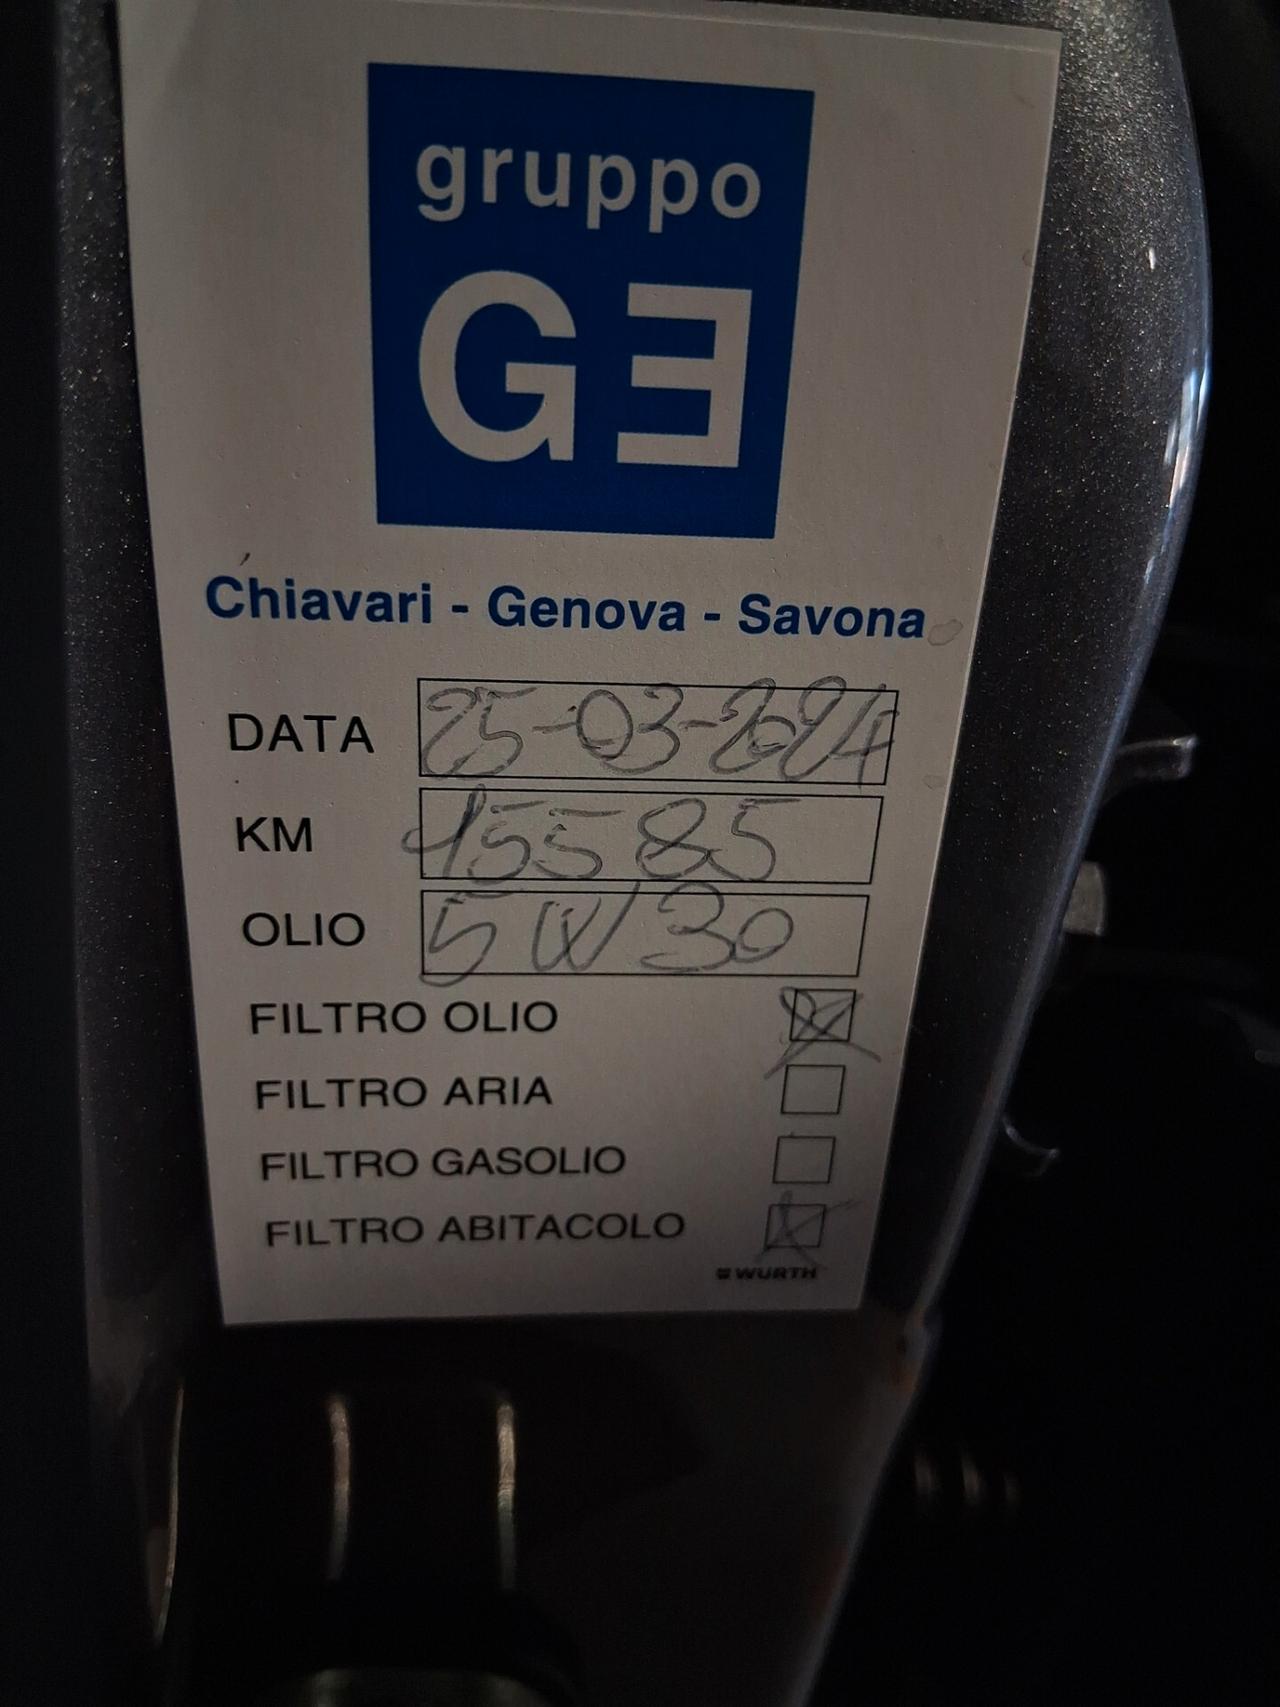 gruppo
GE
Chiavari - Genova - Savona
DATA 25-03-2024
KM 15585
OLIO 5W30
FILTRO OLIO
FILTRO ARIA
FILTRO GASOLIO
FILTRO ABITACOLO
WURTH